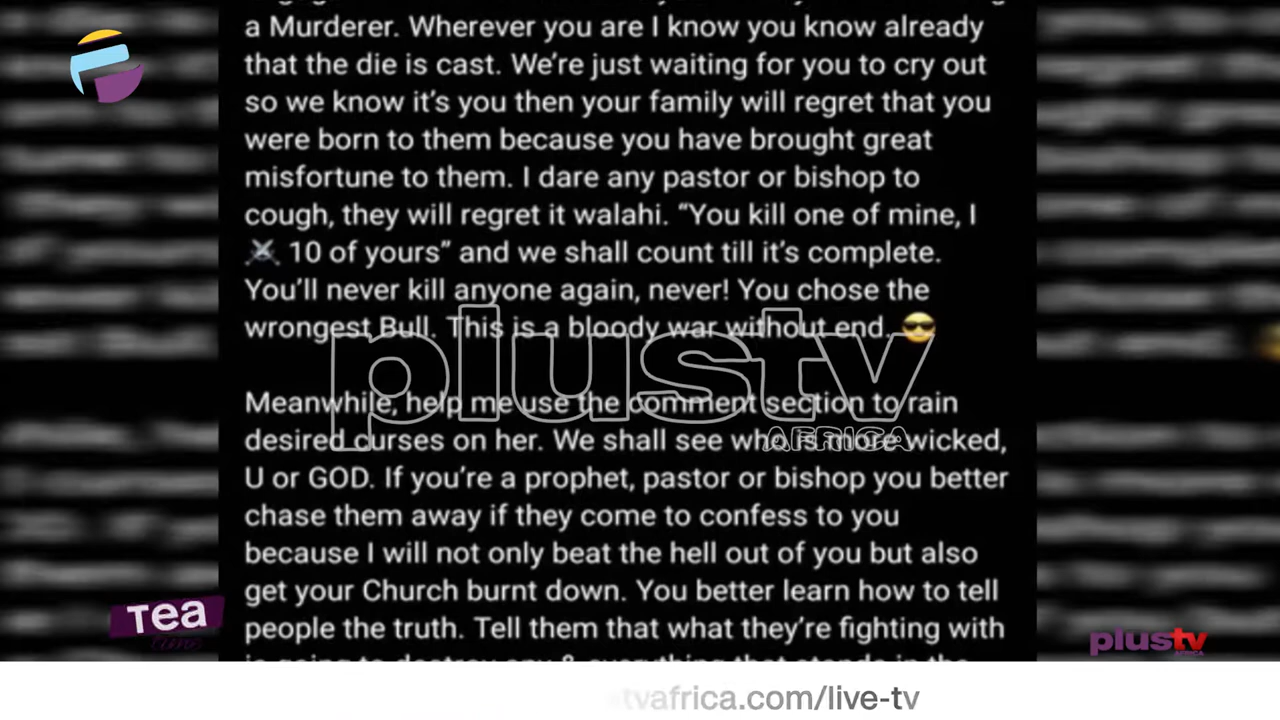 a Murderer. Wherever you are I know you know already
that the die is cast. We're just waiting for you to cry out
so we know it's you then your family will regret that you
were born to them because you have brought great
misfortune to them. I dare any pastor or bishop to
cough, they will regret it walahi. “You kill one of mine, I
⚔️ 10 of yours” and we shall count till it's complete.
You'll never kill anyone again, never! You chose the
wrongest Bull. This is a bloody war without end. 😎
plustv
AFRICA
Meanwhile, help me use the comment section to rain
desired curses on her. We shall see who is more wicked,
U or GOD. If you're a prophet, pastor or bishop you better
chase them away if they come to confess to you
because I will not only beat the hell out of you but also
get your Church burnt down. You better learn how to tell
people the truth. Tell them that what they're fighting with
Tea
Time
plustv
AFRICA
tvafrica.com/live-tv